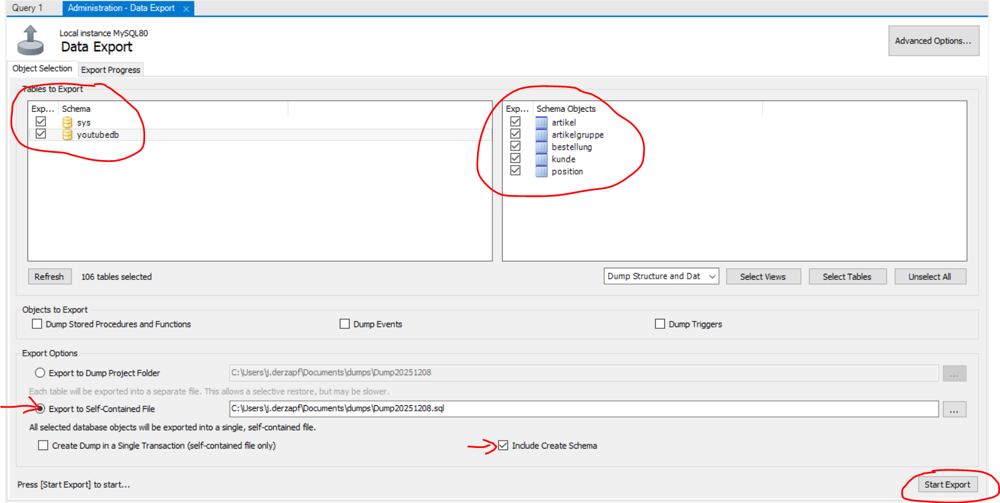 Query 1 Administration - Data Export
Local instance MySQL80
Data Export
Advanced Options...
Object Selection Export Progress
Tables to Export
Exp... Schema
sys
youtubedb
Exp... Schema Objects
artikel
artikelgruppe
bestellung
kunde
position
Refresh 106 tables selected
Dump Structure and Dat Select Views Select Tables Unselect All
Objects to Export
Dump Stored Procedures and Functions Dump Events Dump Triggers
Export Options
Export to Dump Project Folder C:\Users\j.derzapf\Documents\dumps\Dump20251208 ...
Each table will be exported into a separate file. This allows a selective restore, but may be slower.
Export to Self-Contained File C:\Users\j.derzapf\Documents\dumps\Dump20251208.sql ...
All selected database objects will be exported into a single, self-contained file.
Create Dump in a Single Transaction (self-contained file only) Include Create Schema
Press [Start Export] to start...
Start Export